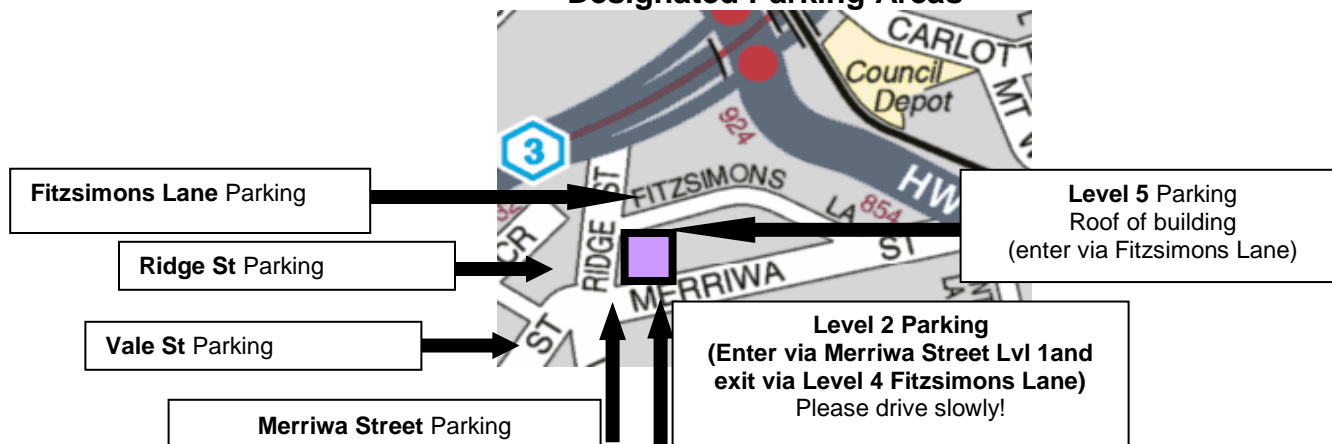 Designated Parking Areas
CARLOTT
Council
Depot
MT W
924
3
HW
Fitzsimons Lane Parking
FITZSIMONS
LA
854
Level 5 Parking
Roof of building
(enter via Fitzsimons Lane)
RIDGE ST
CR
Ridge St Parking
MERRIWA
ST
LA
NT
Vale St Parking
ST
Level 2 Parking
(Enter via Merriwa Street Lvl 1and
exit via Level 4 Fitzsimons Lane)
Please drive slowly!
Merriwa Street Parking